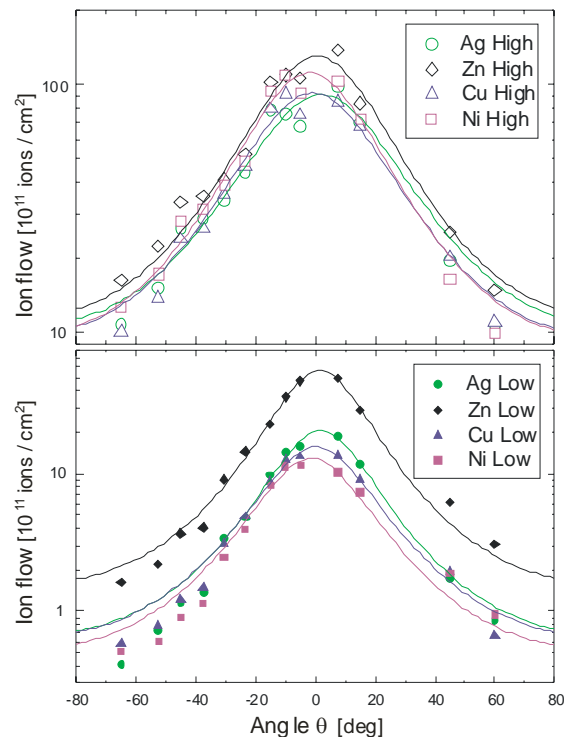 Ion flow [10¹¹ ions / cm²]
100
10
Ag High
Zn High
Cu High
Ni High
Ion flow [10¹¹ ions / cm²]
10
1
Ag Low
Zn Low
Cu Low
Ni Low
-80 -60 -40 -20 0 20 40 60 80
Angle θ [deg]